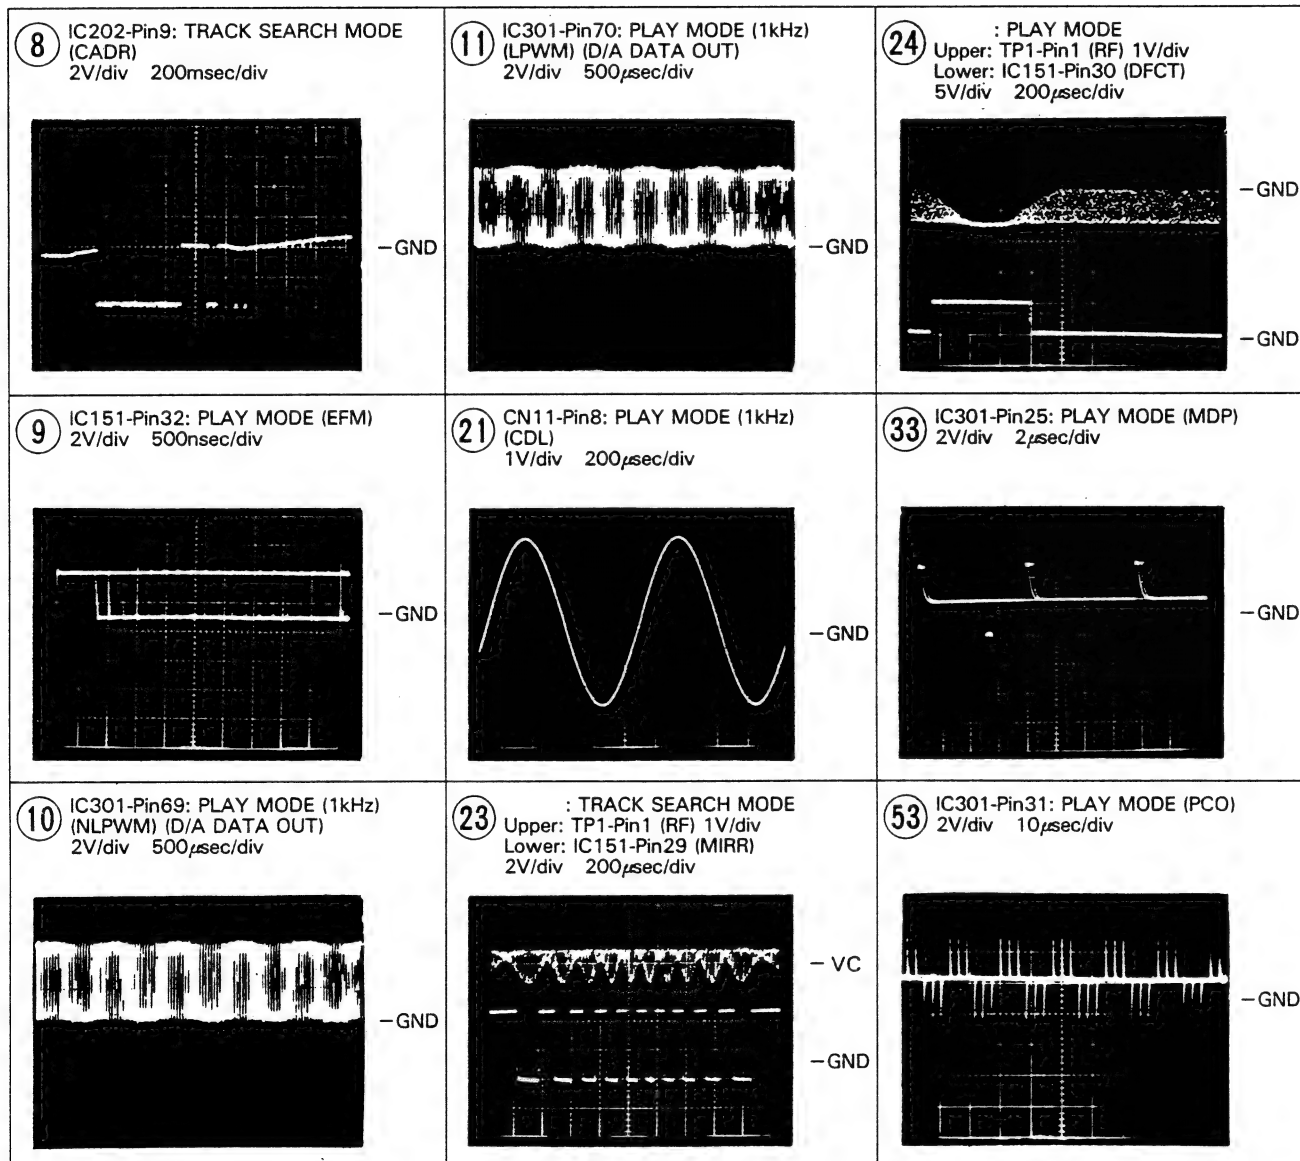 8 IC202-Pin9: TRACK SEARCH MODE
(CADR)
2V/div 200msec/div
–GND
11 IC301-Pin70: PLAY MODE (1kHz)
(LPWM) (D/A DATA OUT)
2V/div 500μsec/div
–GND
24 : PLAY MODE
Upper: TP1-Pin1 (RF) 1V/div
Lower: IC151-Pin30 (DFCT)
5V/div 200μsec/div
–GND
–GND
9 IC151-Pin32: PLAY MODE (EFM)
2V/div 500nsec/div
–GND
21 CN11-Pin8: PLAY MODE (1kHz)
(CDL)
1V/div 200μsec/div
–GND
33 IC301-Pin25: PLAY MODE (MDP)
2V/div 2μsec/div
–GND
10 IC301-Pin69: PLAY MODE (1kHz)
(NLPWM) (D/A DATA OUT)
2V/div 500μsec/div
–GND
23 : TRACK SEARCH MODE
Upper: TP1-Pin1 (RF) 1V/div
Lower: IC151-Pin29 (MIRR)
2V/div 200μsec/div
–VC
–GND
53 IC301-Pin31: PLAY MODE (PCO)
2V/div 10μsec/div
–GND